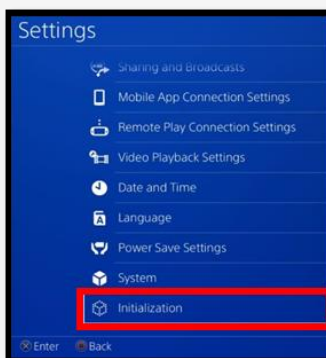 Settings
Sharing and Broadcasts
Mobile App Connection Settings
Remote Play Connection Settings
Video Playback Settings
Date and Time
A Language
Power Save Settings
System
Initialization
Enter Back